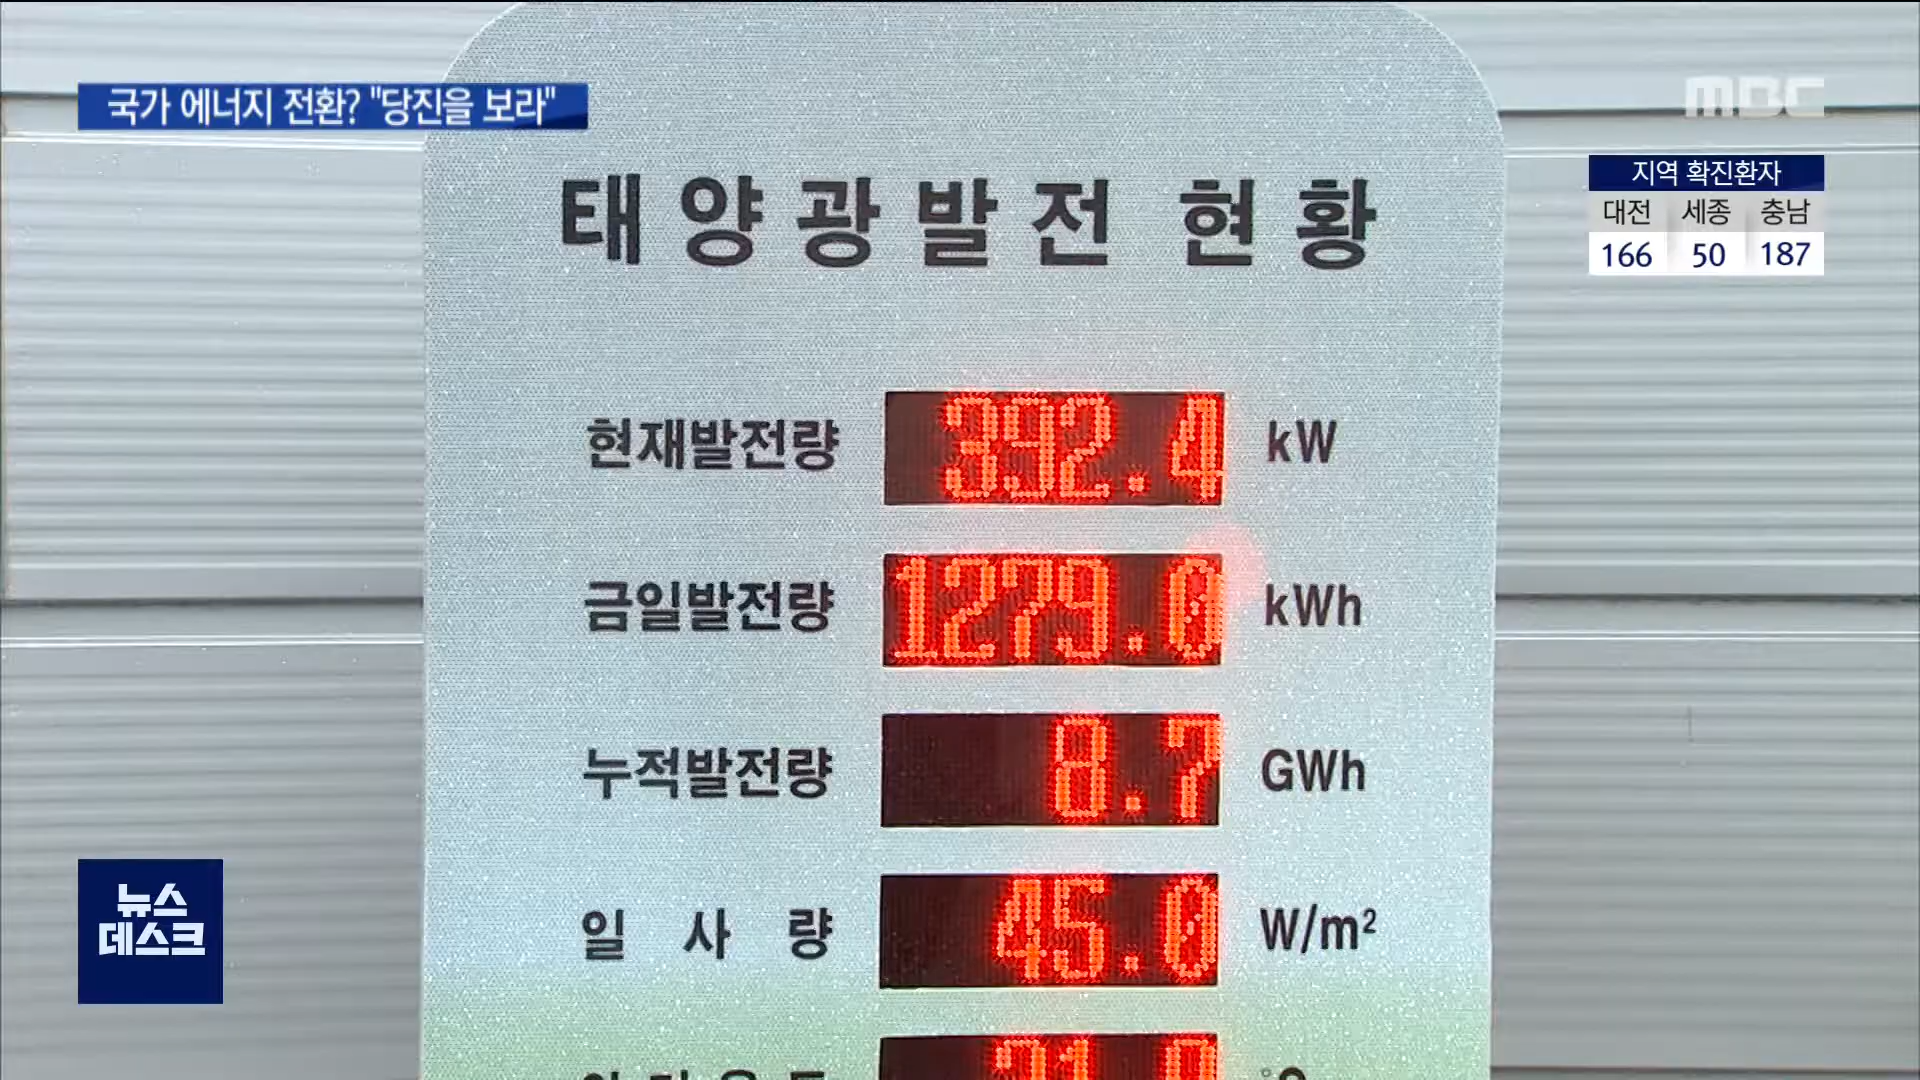 국가 에너지 전환? "당진을 보라"
MBC
지역 확진환자
대전 세종 충남
166 50 187
태양광발전 현황
현재발전량 392.4 kW
금일발전량 1279.0 kWh
누적발전량 8.7 GWh
일 사 량 45.0 W/m²
뉴스
데스크